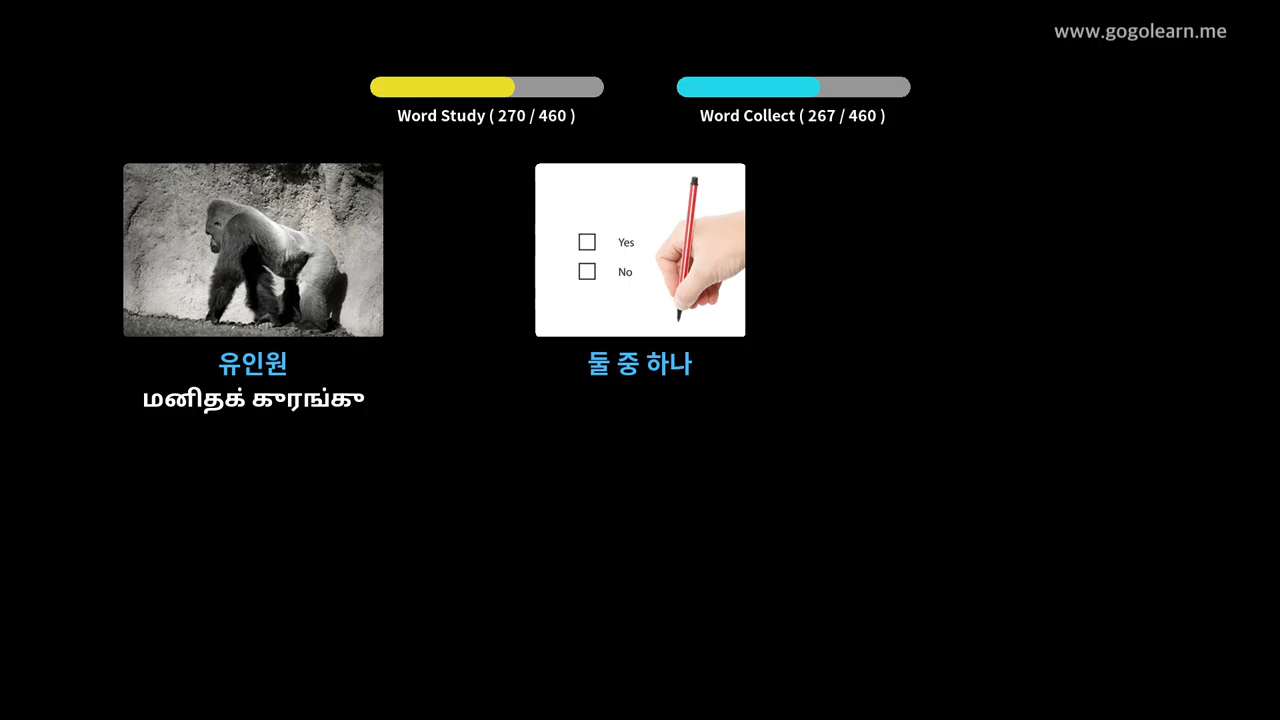 www.gogolearn.me
Word Study ( 270 / 460 )
Word Collect ( 267 / 460 )
Yes
No
유인원
둘 중 하나
மனிதக் குரங்கு